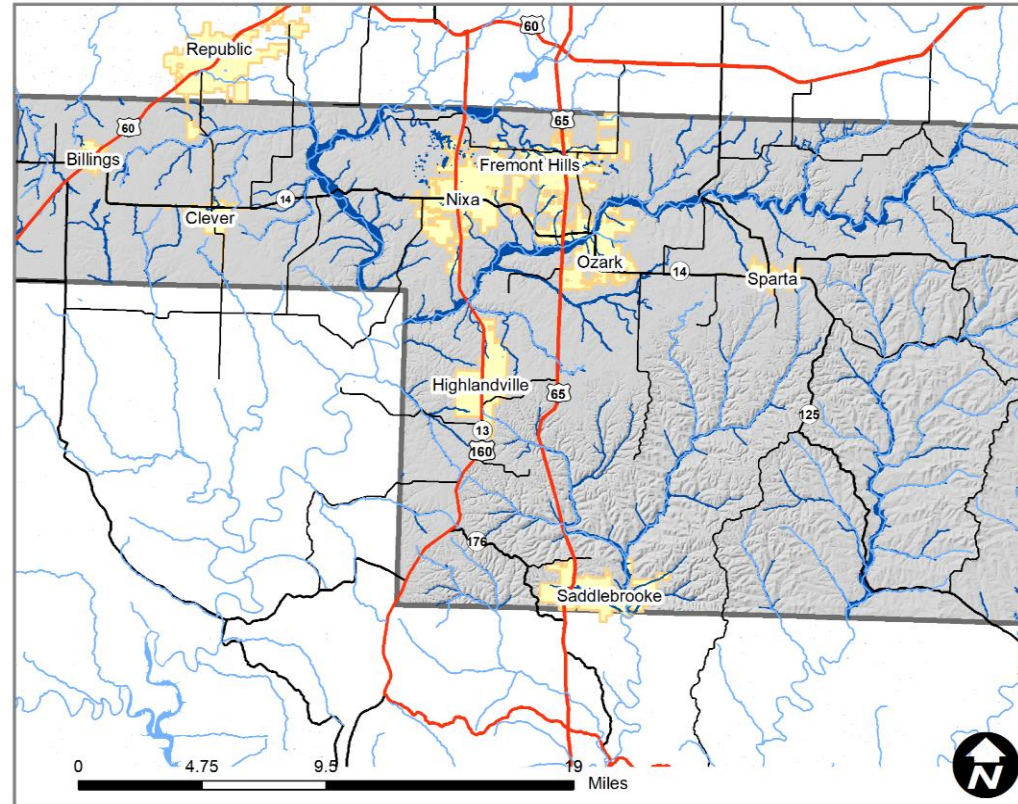 60
Republic
65
60
Billings
Fremont Hills
Nixa
14
Clever
Ozark
14
Sparta
Highlandville
65
125
13
160
176
Saddlebrooke
0 4.75 9.5 19
Miles
N